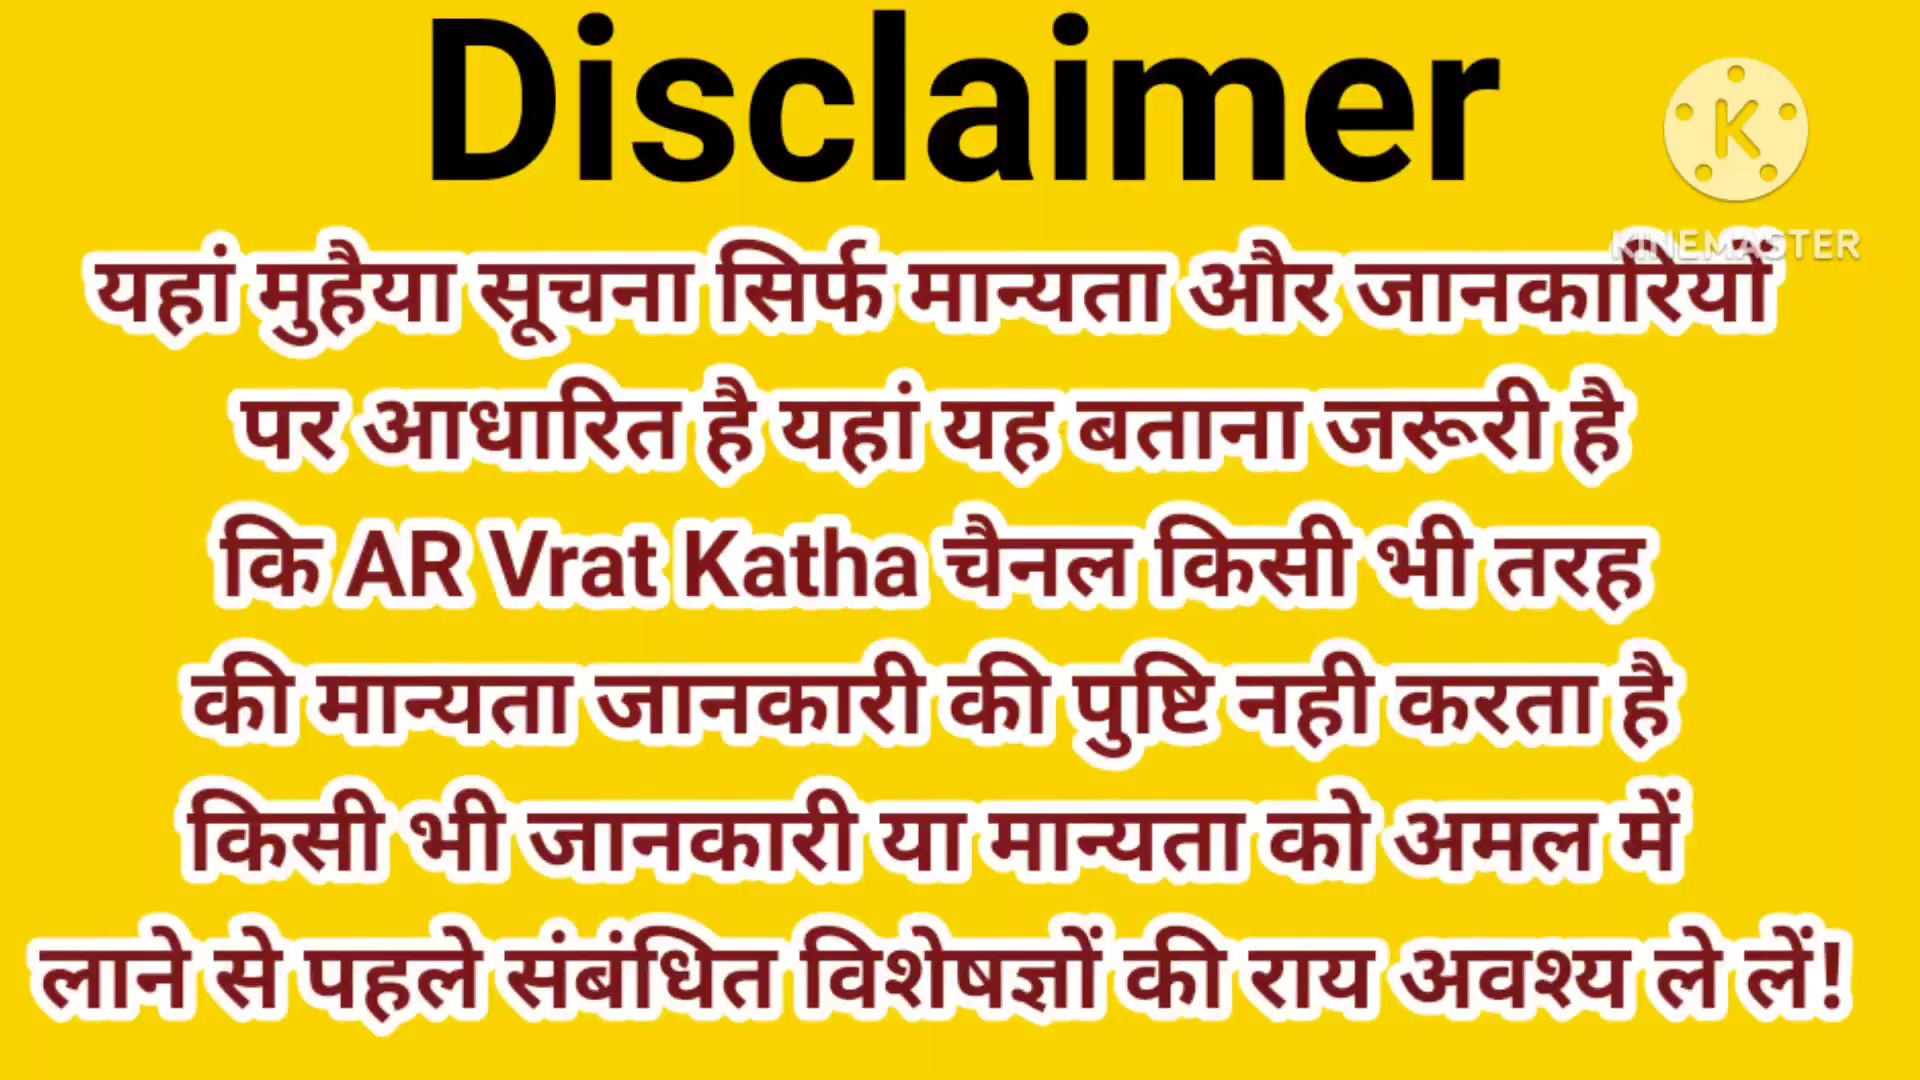 Disclaimer
K
KINEMASTER
यहां मुहैया सूचना सिर्फ मान्यता और जानकारियों
पर आधारित है यहां यह बताना जरूरी है
कि AR Vrat Katha चैनल किसी भी तरह
की मान्यता जानकारी की पुष्टि नही करता है
किसी भी जानकारी या मान्यता को अमल में
लाने से पहले संबंधित विशेषज्ञों की राय अवश्य ले लें!